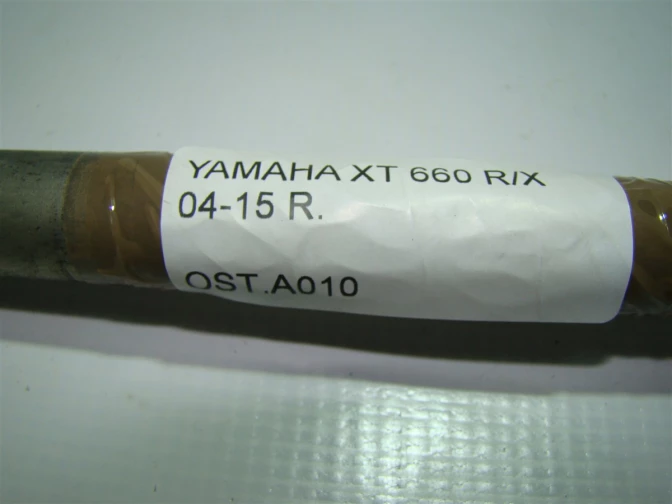 YAMAHA XT 660 R/X
04-15 R.
OST.A010